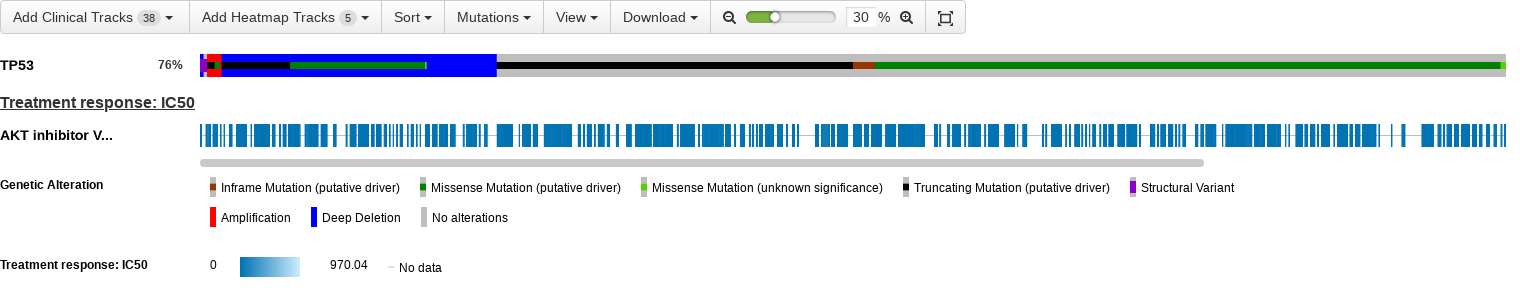 Add Clinical Tracks 38 Add Heatmap Tracks 5 Sort Mutations View Download 30 %
TP53 76%
Treatment response: IC50
AKT inhibitor V...
Genetic Alteration Inframe Mutation (putative driver) Missense Mutation (putative driver) Missense Mutation (unknown significance) Truncating Mutation (putative driver) Structural Variant
Amplification Deep Deletion No alterations
Treatment response: IC50 0 970.04 No data